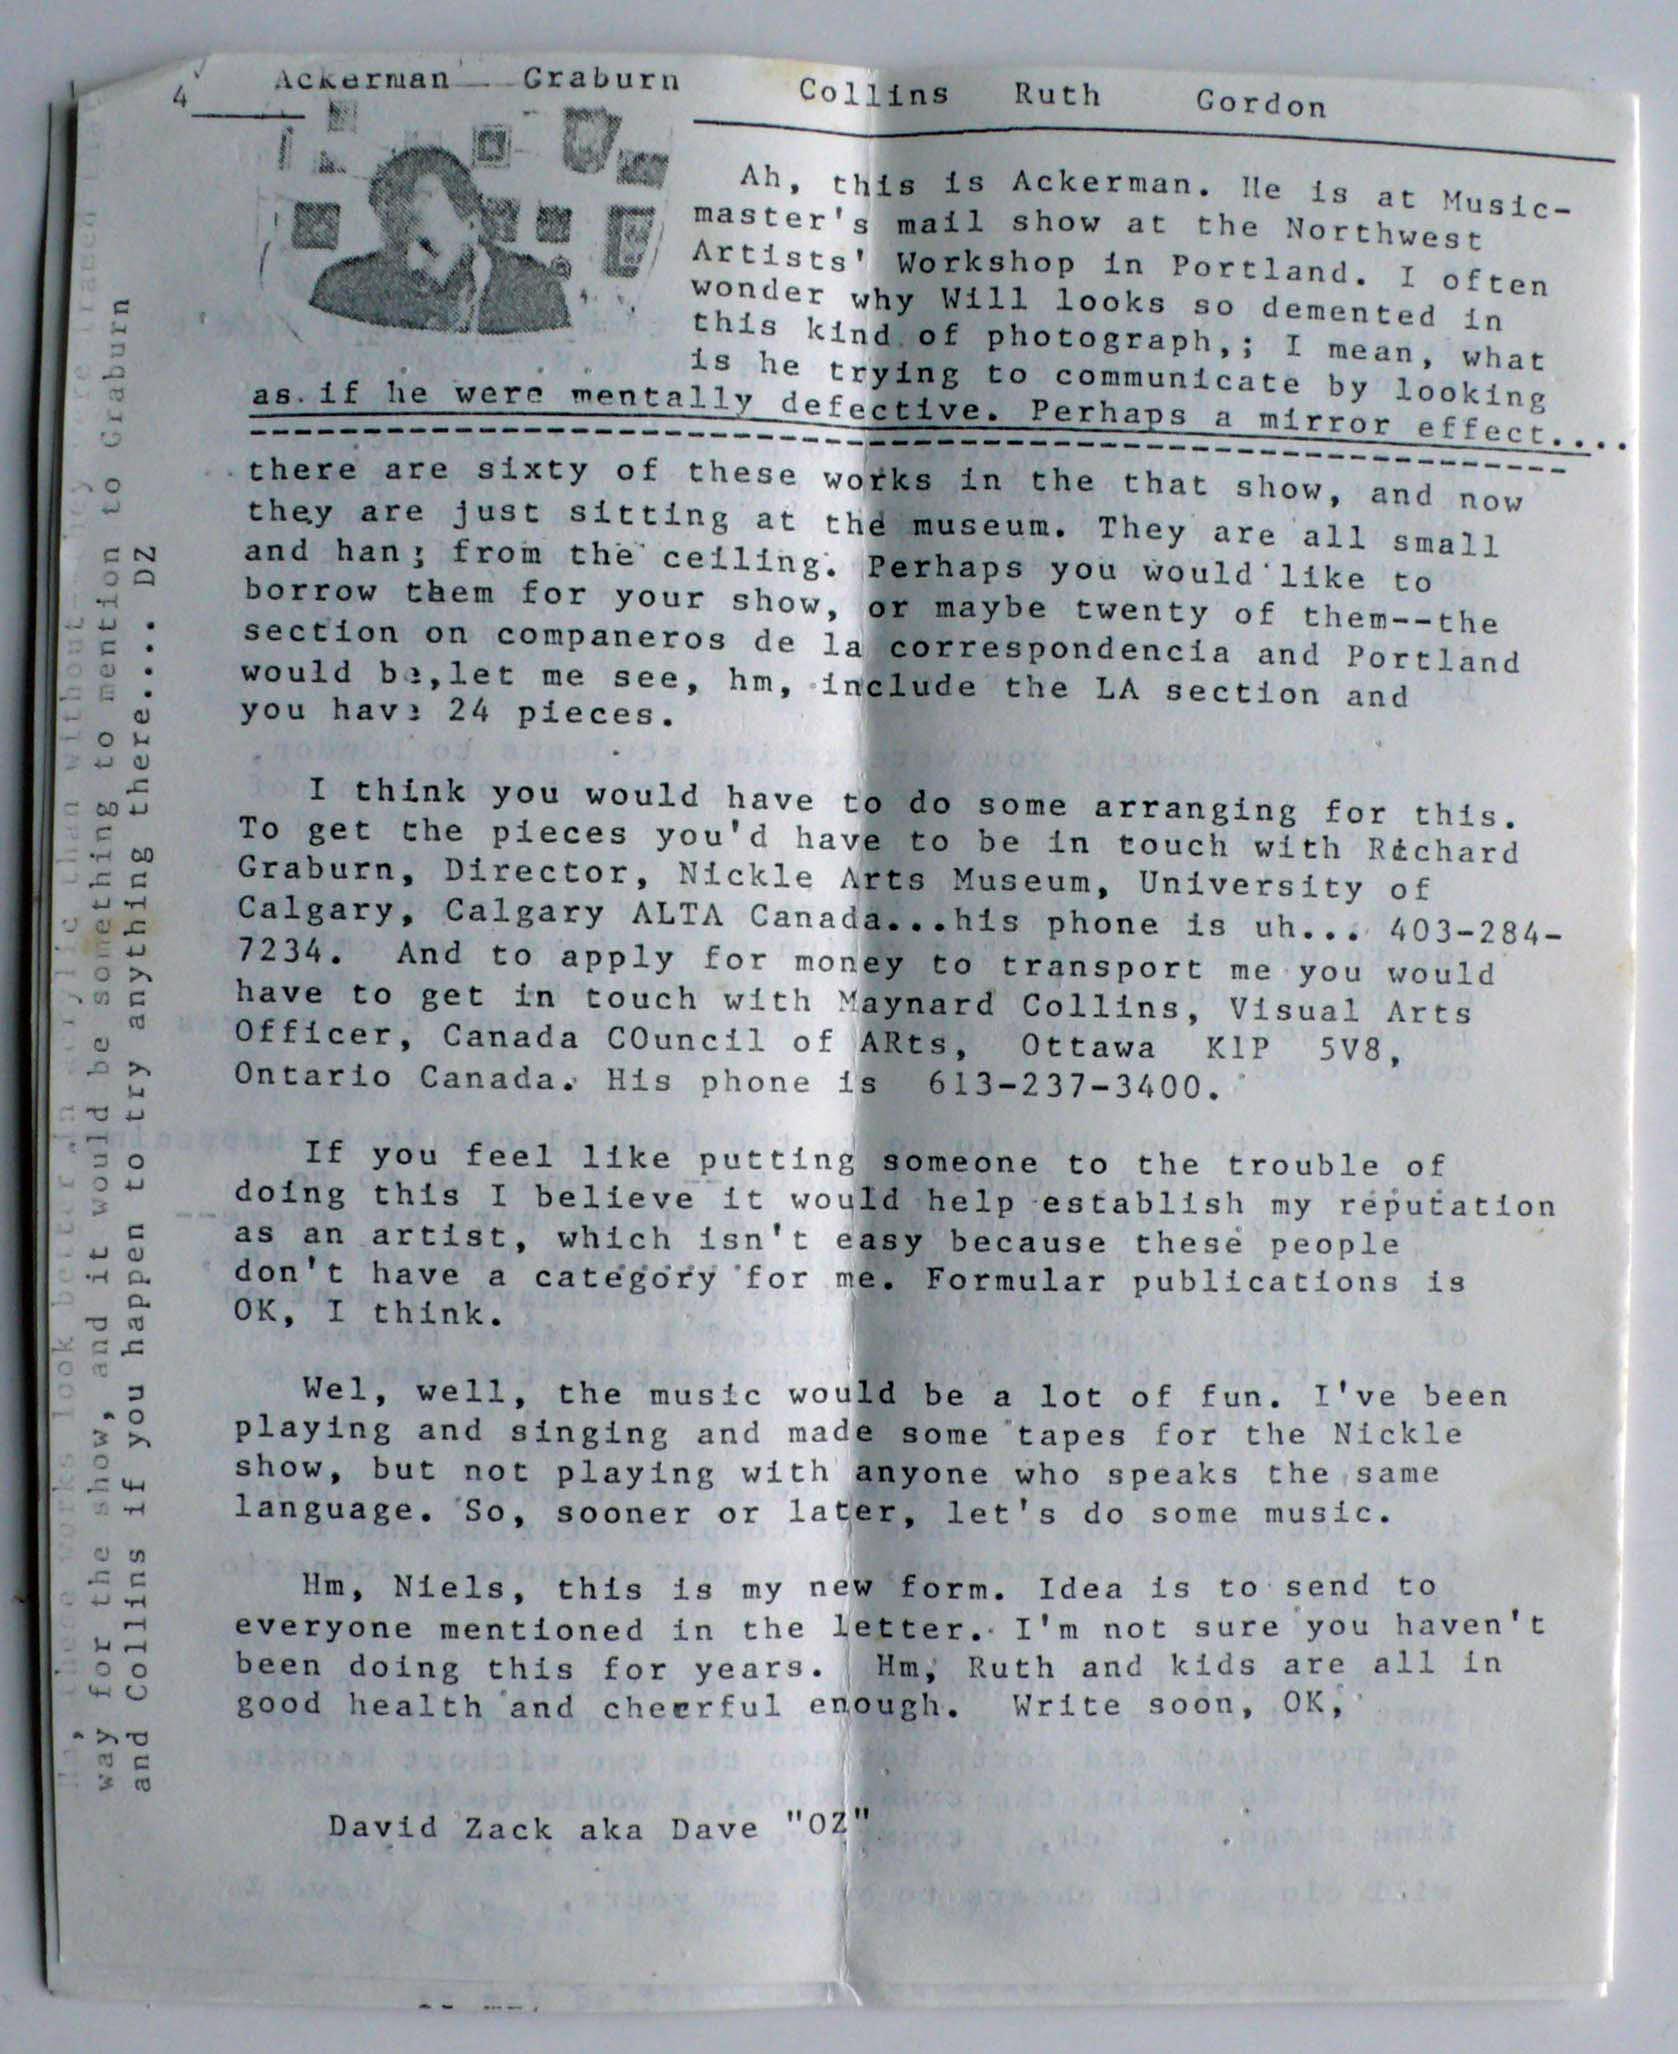 4 Ackerman Graburn Collins Ruth Gordon
Ah, this is Ackerman. He is at Music-
master's mail show at the Northwest
Artists' Workshop in Portland. I often
wonder why Will looks so demented in
this kind of photograph,; I mean, what
is he trying to communicate by looking
as if he were mentally defective. Perhaps a mirror effect....
there are sixty of these works in the that show, and now
they are just sitting at the museum. They are all small
and hang from the ceiling. Perhaps you would like to
borrow them for your show, or maybe twenty of them--the
section on companeros de la correspondencia and Portland
would be,let me see, hm, include the LA section and
you have 24 pieces.
I think you would have to do some arranging for this.
To get the pieces you'd have to be in touch with Richard
Graburn, Director, Nickle Arts Museum, University of
Calgary, Calgary ALTA Canada...his phone is uh... 403-284-
7234. And to apply for money to transport me you would
have to get in touch with Maynard Collins, Visual Arts
Officer, Canada COuncil of ARts, Ottawa K1P 5V8,
Ontario Canada. His phone is 613-237-3400.
If you feel like putting someone to the trouble of
doing this I believe it would help establish my reputation
as an artist, which isn't easy because these people
don't have a category for me. Formular publications is
OK, I think.
Wel, well, the music would be a lot of fun. I've been
playing and singing and made some tapes for the Nickle
show, but not playing with anyone who speaks the same
language. So, sooner or later, let's do some music.
Hm, Niels, this is my new form. Idea is to send to
everyone mentioned in the letter. I'm not sure you haven't
been doing this for years. Hm, Ruth and kids are all in
good health and cheerful enough. Write soon, OK,
David Zack aka Dave "OZ"
works look better in than without
way for the show, and it would be something to mention to Graburn
and Collins if you happen to try anything there.... DZ